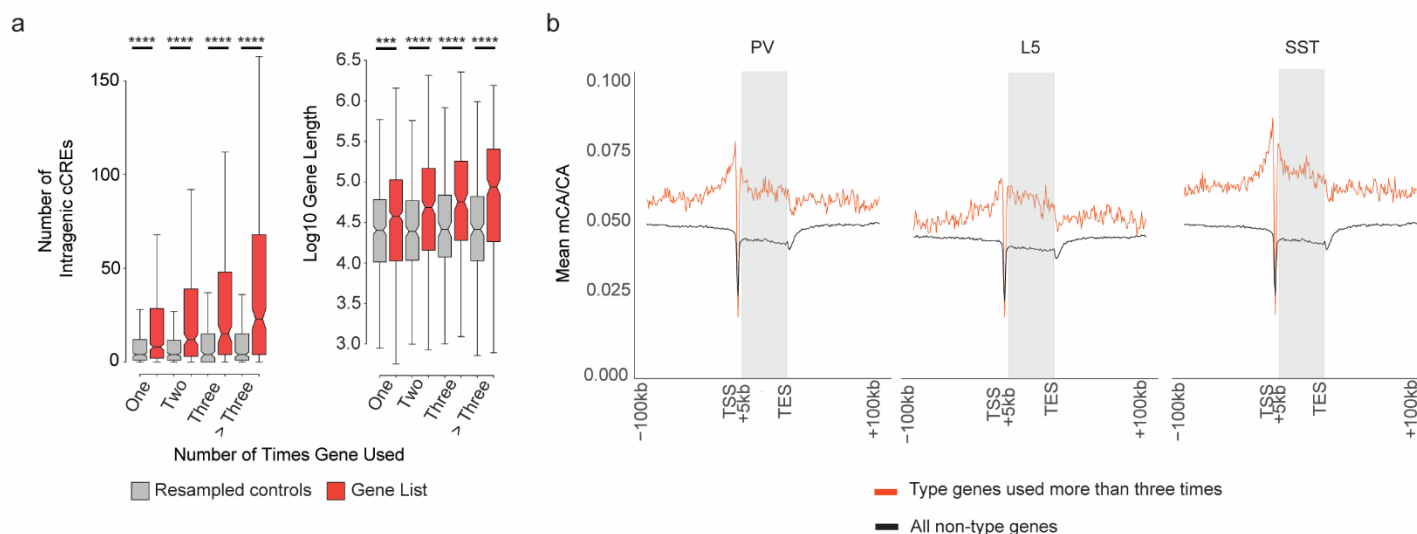 a
**** **** **** ****
150
100
50
0
Number of
Intragenic cCREs
One
Two
Three
> Three
*** **** **** ****
6.5
6.0
5.5
5.0
4.5
4.0
3.5
3.0
Log10 Gene Length
One
Two
Three
> Three
Number of Times Gene Used
Resampled controls
Gene List
b
PV
L5
SST
0.100
0.075
0.050
0.025
0.000
Mean mCA/CA
−100kb
TSS
+5kb
TES
+100kb
−100kb
TSS
+5kb
TES
+100kb
−100kb
TSS
+5kb
TES
+100kb
Type genes used more than three times
All non-type genes